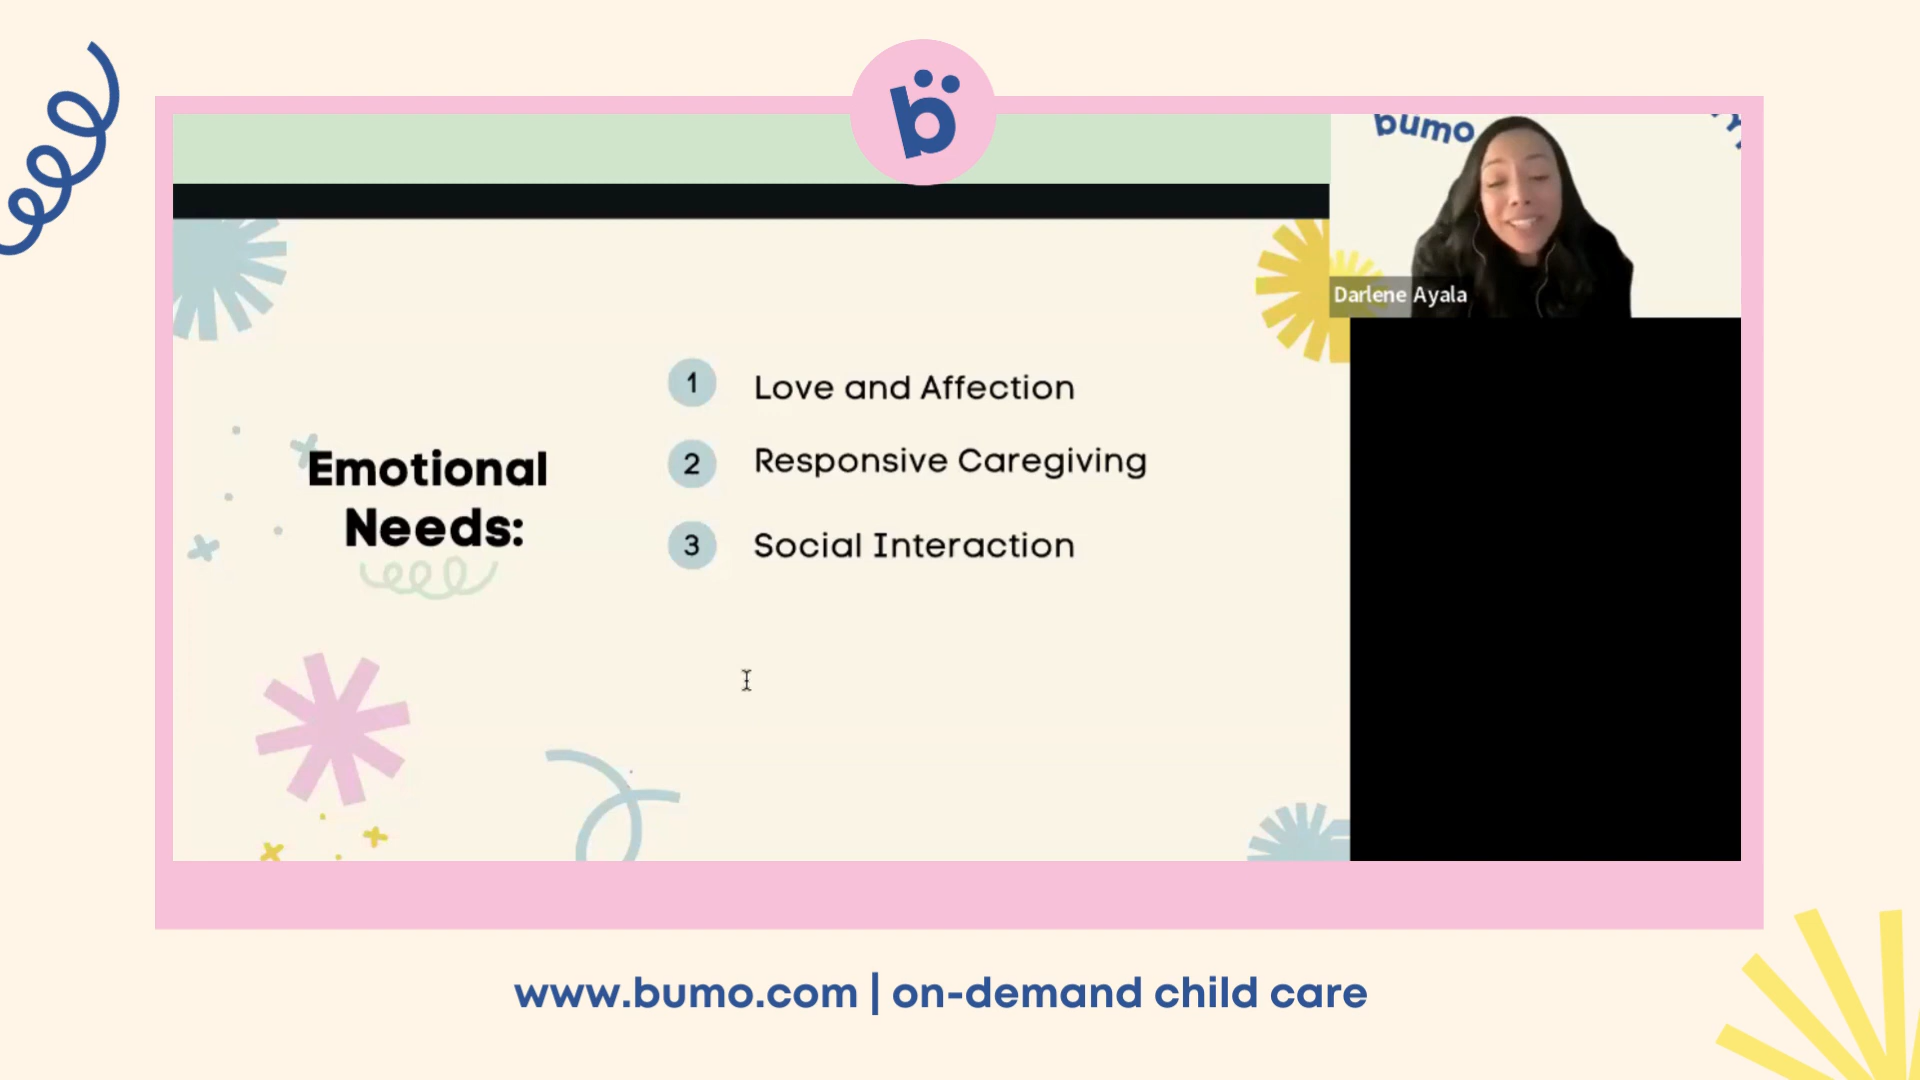 b
bumo
Darlene Ayala
Emotional
Needs:
1 Love and Affection
2 Responsive Caregiving
3 Social Interaction
www.bumo.com | on-demand child care